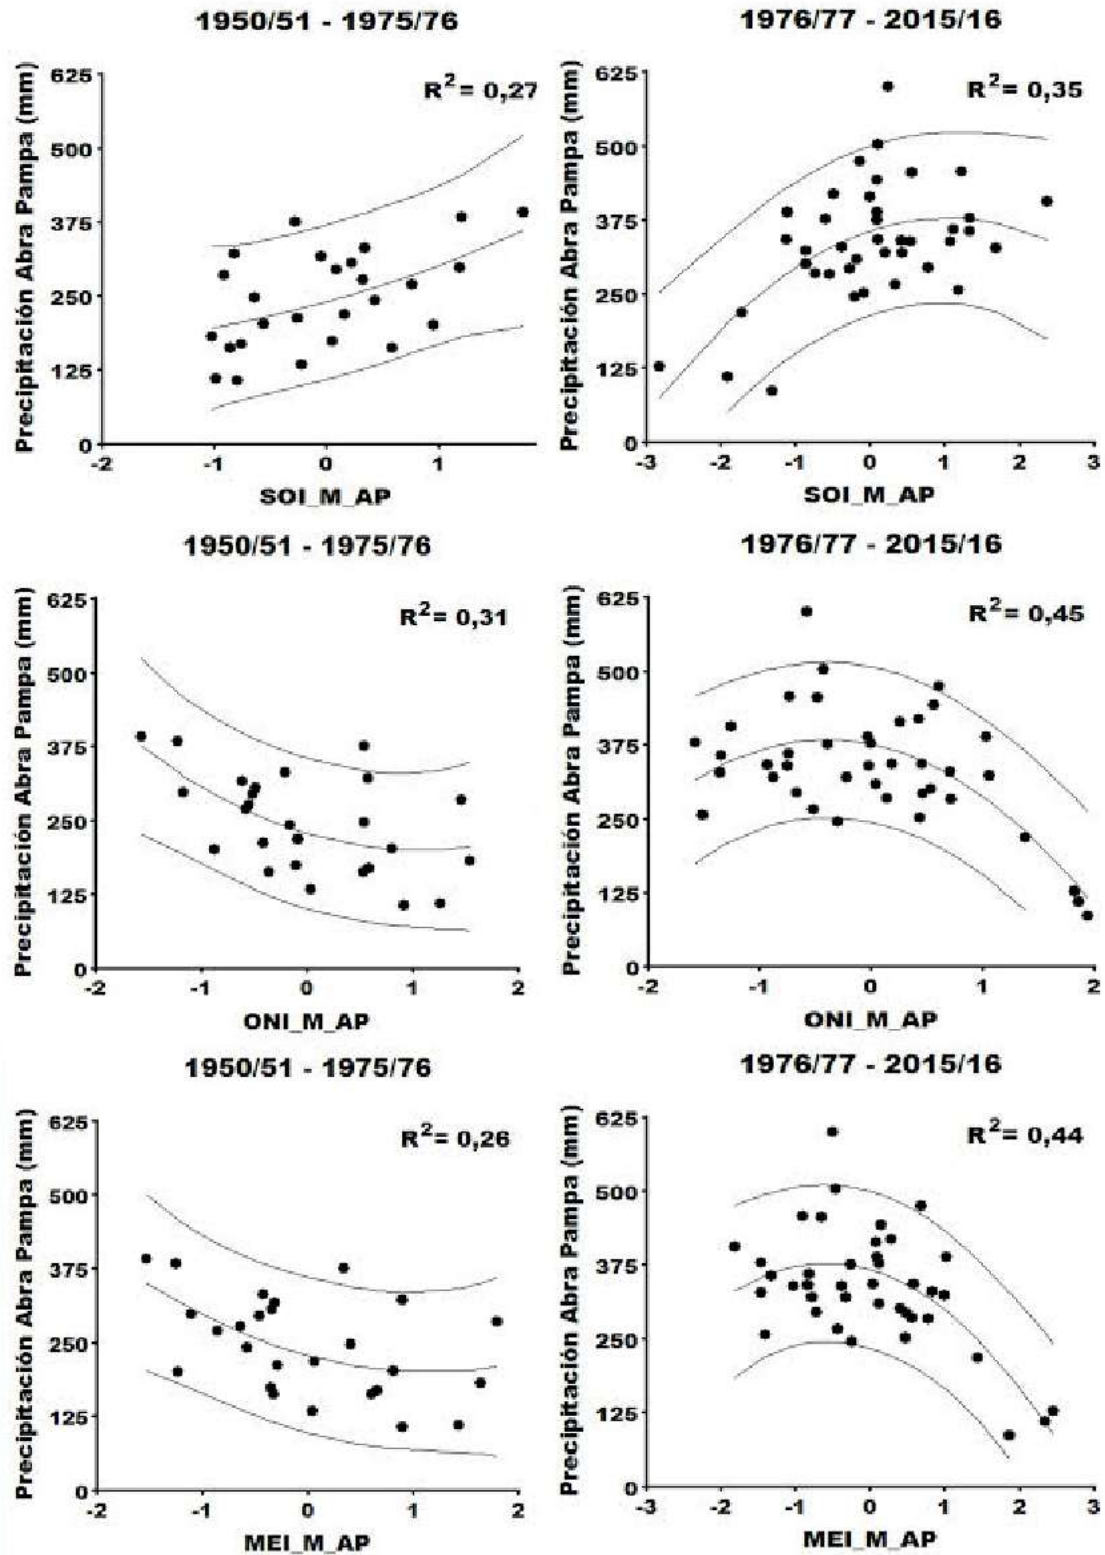 1950/51 - 1975/76
R2= 0,27
Precipitación Abra Pampa (mm)
625
500
375
250
125
0
-2 -1 0 1
SOI_M_AP
1976/77 - 2015/16
R2= 0,35
Precipitación Abra Pampa (mm)
625
500
375
250
125
0
-3 -2 -1 0 1 2 3
SOI_M_AP
1950/51 - 1975/76
R2= 0,31
Precipitación Abra Pampa (mm)
625
500
375
250
125
0
-2 -1 0 1 2
ONI_M_AP
1976/77 - 2015/16
R2= 0,45
Precipitación Abra Pampa (mm)
625
500
375
250
125
0
-2 -1 0 1 2
ONI_M_AP
1950/51 - 1975/76
R2= 0,26
Precipitación Abra Pampa (mm)
625
500
375
250
125
0
-2 -1 0 1 2
MEI_M_AP
1976/77 - 2015/16
R2= 0,44
Precipitación Abra Pampa (mm)
625
500
375
250
125
0
-3 -2 -1 0 1 2 3
MEI_M_AP